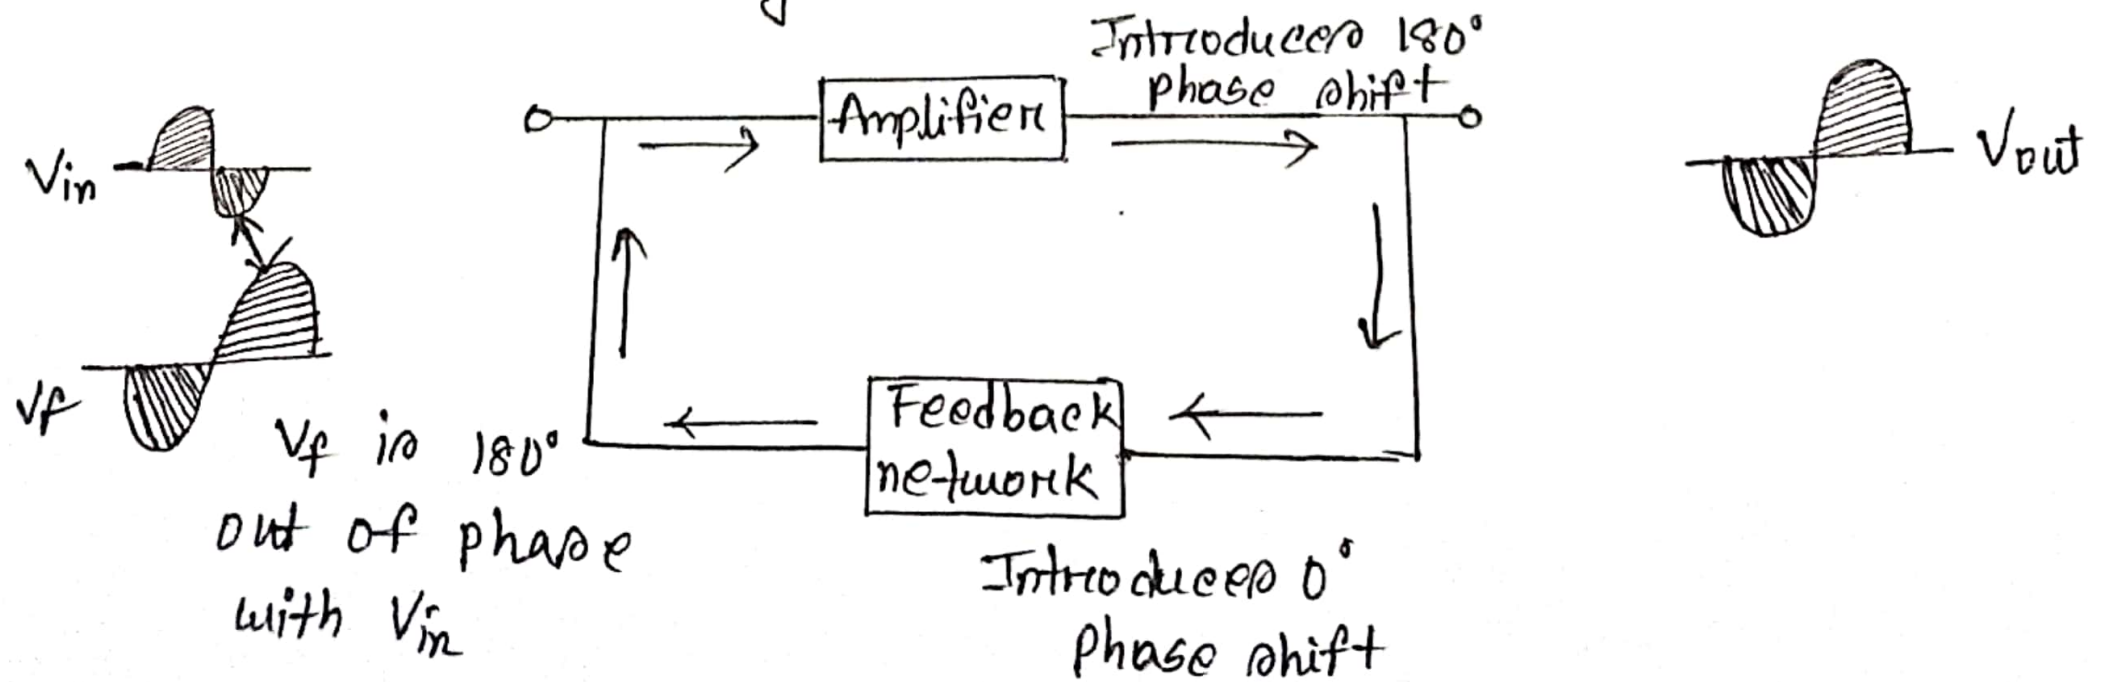 Introduces 180°
phase shift
Amplifier
Vin
Vout
Vf
Feedback
network
Vf is 180°
out of phase
with Vin
Introduces 0°
Phase shift